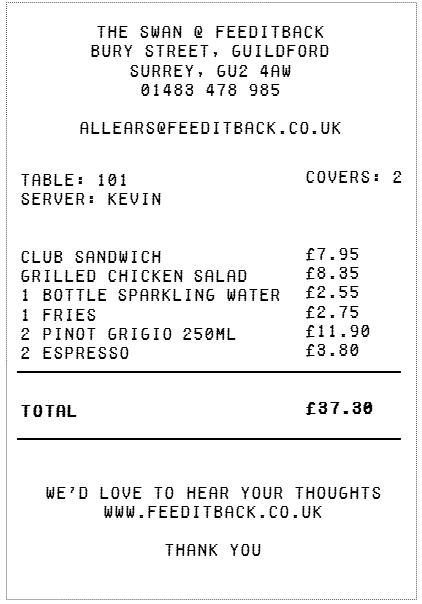 THE SWAN @ FEEDITBACK
BURY STREET, GUILDFORD
SURREY, GU2 4AW
01483 478 985
ALLEARS@FEEDITBACK.CO.UK
TABLE: 101 COVERS: 2
SERVER: KEVIN
CLUB SANDWICH £7.95
GRILLED CHICKEN SALAD £8.35
1 BOTTLE SPARKLING WATER £2.55
1 FRIES £2.75
2 PINOT GRIGIO 250ML £11.90
2 ESPRESSO £3.80
TOTAL £37.30
WE'D LOVE TO HEAR YOUR THOUGHTS
WWW.FEEDITBACK.CO.UK
THANK YOU